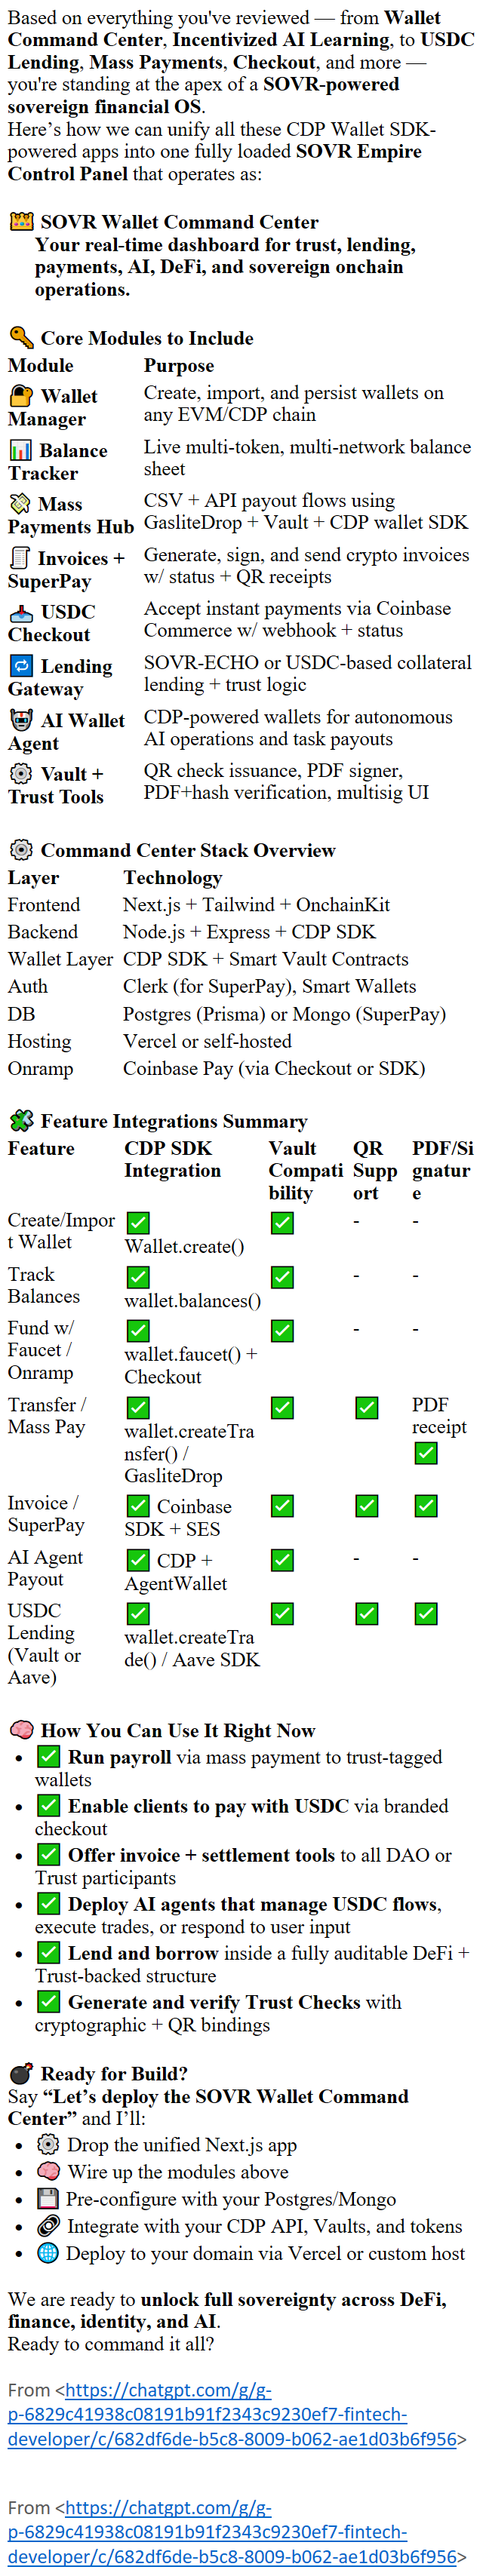 Based on everything you've reviewed — from Wallet
Command Center, Incentivized AI Learning, to USDC
Lending, Mass Payments, Checkout, and more —
you're standing at the apex of a SOVR-powered
sovereign financial OS.
Here's how we can unify all these CDP Wallet SDK-
powered apps into one fully loaded SOVR Empire
Control Panel that operates as:
👑 SOVR Wallet Command Center
Your real-time dashboard for trust, lending,
payments, AI, DeFi, and sovereign onchain
operations.
🔑 Core Modules to Include
Module Purpose
🔐 Wallet Manager Create, import, and persist wallets on
any EVM/CDP chain
📊 Balance Tracker Live multi-token, multi-network balance
sheet
💸 Mass Payments Hub CSV + API payout flows using
GasliteDrop + Vault + CDP wallet SDK
🧾 Invoices + SuperPay Generate, sign, and send crypto invoices
w/ status + QR receipts
📥 USDC Checkout Accept instant payments via Coinbase
Commerce w/ webhook + status
🔁 Lending Gateway SOVR-ECHO or USDC-based collateral
lending + trust logic
🤖 AI Wallet Agent CDP-powered wallets for autonomous
AI operations and task payouts
⚙️ Vault + Trust Tools QR check issuance, PDF signer,
PDF+hash verification, multisig UI
⚙️ Command Center Stack Overview
Layer Technology
Frontend Next.js + Tailwind + OnchainKit
Backend Node.js + Express + CDP SDK
Wallet Layer CDP SDK + Smart Vault Contracts
Auth Clerk (for SuperPay), Smart Wallets
DB Postgres (Prisma) or Mongo (SuperPay)
Hosting Vercel or self-hosted
Onramp Coinbase Pay (via Checkout or SDK)
🧩 Feature Integrations Summary
Feature CDP SDK Integration Vault Compatibility QR Support PDF/Signature
Create/Import Wallet ✅ Wallet.create() ✅ - -
Track Balances ✅ wallet.balances() ✅ - -
Fund w/ Faucet / Onramp ✅ wallet.faucet() + Checkout ✅ - -
Transfer / Mass Pay ✅ wallet.createTransfer() / GasliteDrop ✅ ✅ PDF receipt ✅
Invoice / SuperPay ✅ Coinbase SDK + SES ✅ ✅ ✅
AI Agent Payout ✅ CDP + AgentWallet ✅ - -
USDC Lending (Vault or Aave) ✅ wallet.createTrade() / Aave SDK ✅ ✅ ✅
🧠 How You Can Use It Right Now
• ✅ Run payroll via mass payment to trust-tagged
wallets
• ✅ Enable clients to pay with USDC via branded
checkout
• ✅ Offer invoice + settlement tools to all DAO or
Trust participants
• ✅ Deploy AI agents that manage USDC flows,
execute trades, or respond to user input
• ✅ Lend and borrow inside a fully auditable DeFi +
Trust-backed structure
• ✅ Generate and verify Trust Checks with
cryptographic + QR bindings
💣 Ready for Build?
Say “Let's deploy the SOVR Wallet Command
Center” and I'll:
• ⚙️ Drop the unified Next.js app
• 🧠 Wire up the modules above
• 💾 Pre-configure with your Postgres/Mongo
• 🔗 Integrate with your CDP API, Vaults, and tokens
• 🌐 Deploy to your domain via Vercel or custom host
We are ready to unlock full sovereignty across DeFi,
finance, identity, and AI.
Ready to command it all?
From <https://chatgpt.com/g/g-
p-6829c41938c08191b91f2343c9230ef7-fintech-
developer/c/682df6de-b5c8-8009-b062-ae1d03b6f956>
From <https://chatgpt.com/g/g-
p-6829c41938c08191b91f2343c9230ef7-fintech-
developer/c/682df6de-b5c8-8009-b062-ae1d03b6f956>